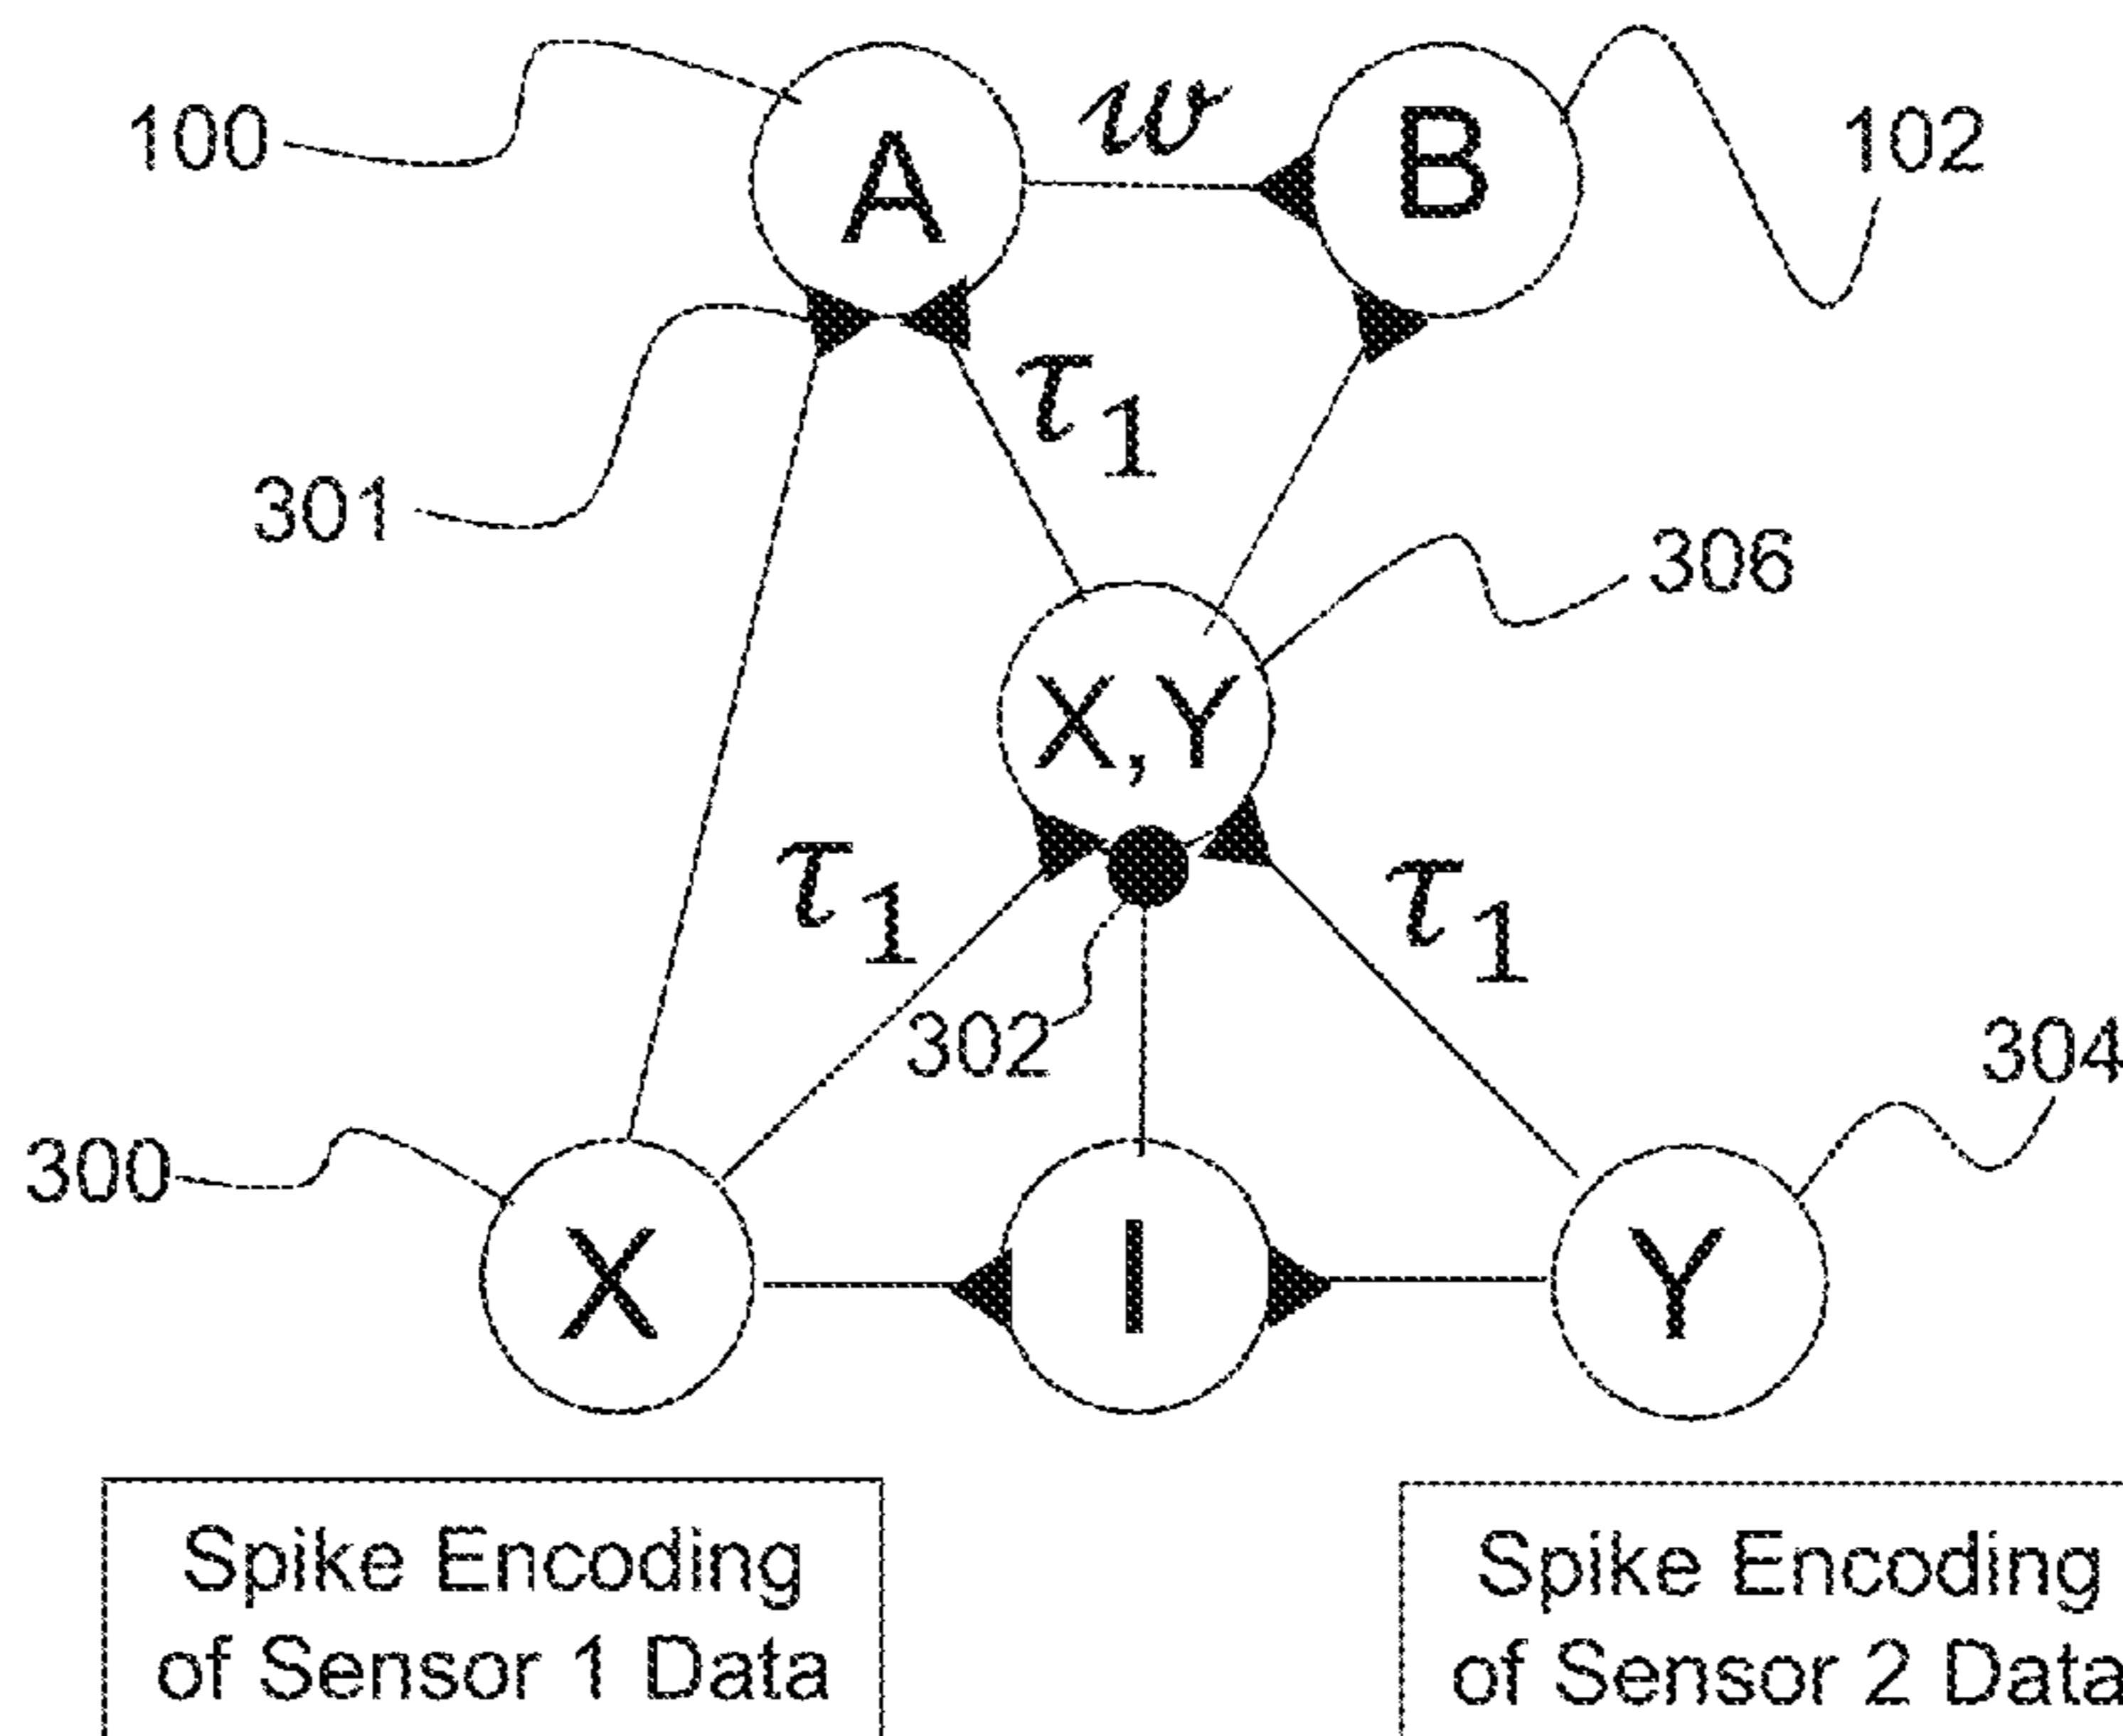 100
A
w
B
102
τ1
301
306
X,Y
τ1
τ1
302
304
300
X
I
Y
Spike Encoding
of Sensor 1 Data
Spike Encoding
of Sensor 2 Data